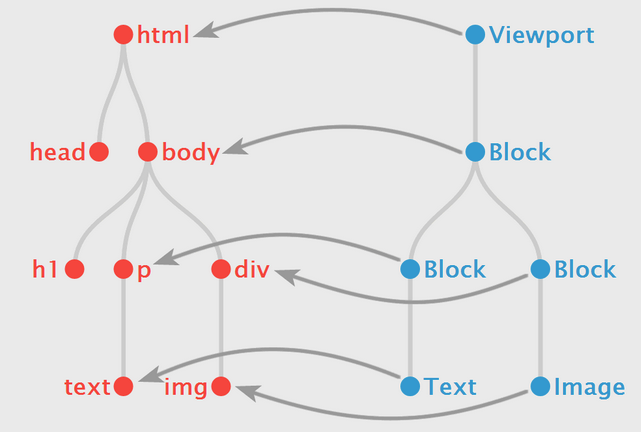 html Viewport
head body Block
h1 p div Block Block
text img Text Image